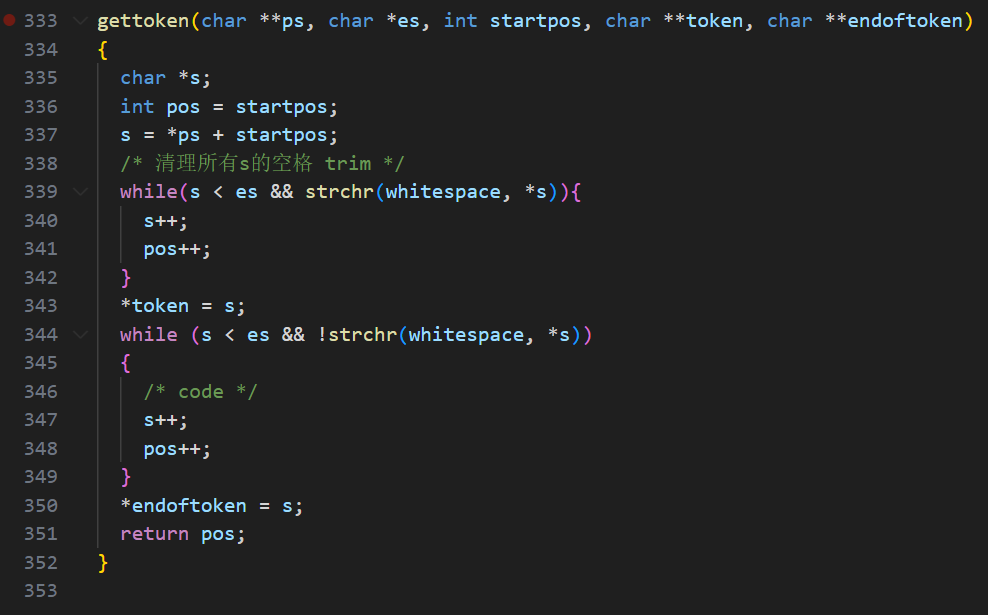 333 gettoken(char **ps, char *es, int startpos, char **token, char **endoftoken)
334 {
335 char *s;
336 int pos = startpos;
337 s = *ps + startpos;
338 /* 清理所有s的空格 trim */
339 while(s < es && strchr(whitespace, *s)){
340 s++;
341 pos++;
342 }
343 *token = s;
344 while (s < es && !strchr(whitespace, *s))
345 {
346 /* code */
347 s++;
348 pos++;
349 }
350 *endoftoken = s;
351 return pos;
352 }
353